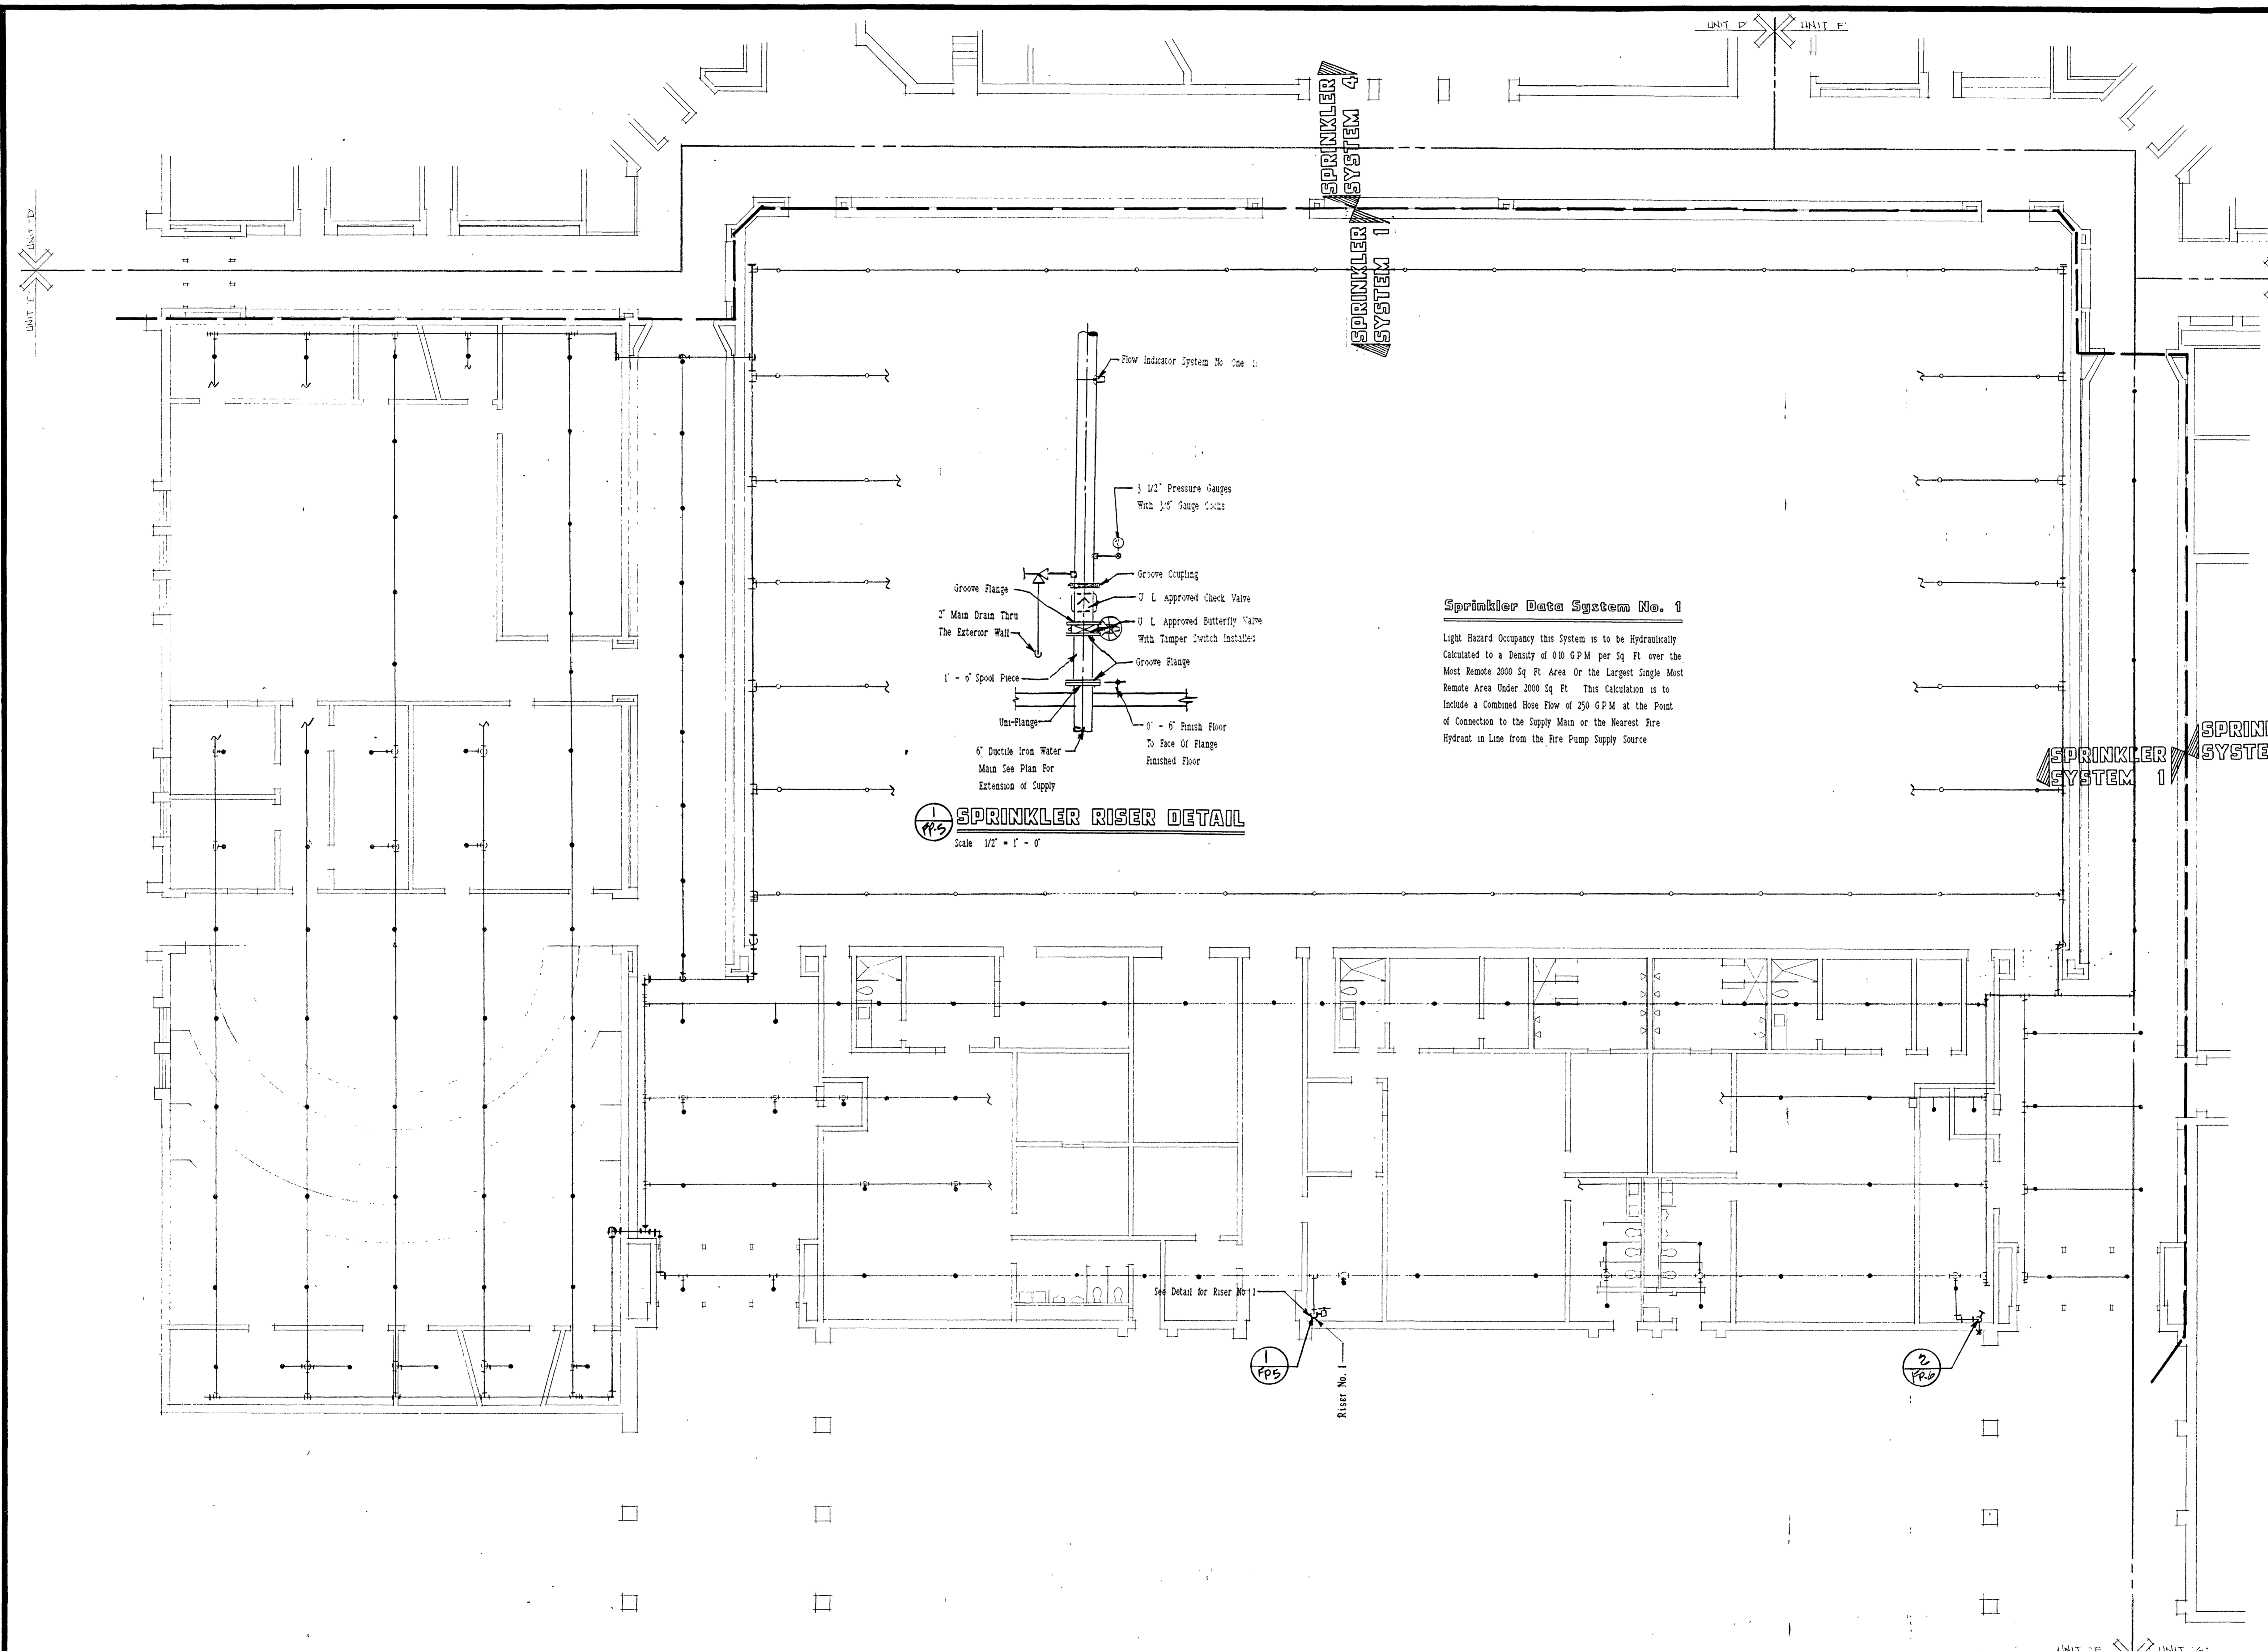 UNIT D'
UNIT F'
SPRINKLER
SYSTEM 4
UNIT 'D'
UNIT 'E'
SPRINKLER
SYSTEM 1
Flow Indicator System No One
3 1/2" Pressure Gauges
With 3/8" Gauge Cocks
Groove Coupling
Groove Flange
U L Approved Check Valve
2" Main Drain Thru
The Exterior Wall
U L Approved Butterfly Valve
With Tamper Switch Installed
Groove Flange
1' - 6" Spool Piece
Uni-Flange
0' - 6" Finish Floor
To Face Of Flange
Finished Floor
6" Ductile Iron Water
Main See Plan For
Extension of Supply
1
FP-5
SPRINKLER RISER DETAIL
Scale 1/2" = 1' - 0"
Sprinkler Data System No. 1
Light Hazard Occupancy this System is to be Hydraulically
Calculated to a Density of 0.10 G P M per Sq Ft over the
Most Remote 2000 Sq Ft Area Or the Largest Single Most
Remote Area Under 2000 Sq Ft This Calculation is to
Include a Combined Hose Flow of 250 G P M at the Point
of Connection to the Supply Main or the Nearest Fire
Hydrant in Line from the Fire Pump Supply Source
SPRINKLER
SYSTEM 1
SPRIN
SYSTE
See Detail for Riser No 1
1
FP5
Riser No. 1
2
FP-6
UNIT 'E
UNIT 'G'